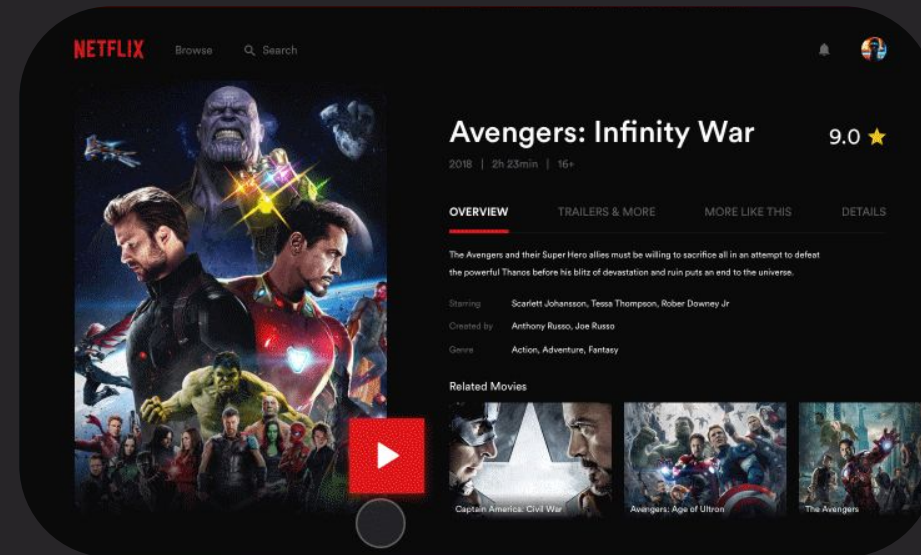 NETFLIX
Browse
Search
Avengers: Infinity War
9.0
2018 | 2h 23min | 16+
OVERVIEW
TRAILERS & MORE
MORE LIKE THIS
DETAILS
The Avengers and their Super Hero allies must be willing to sacrifice all in an attempt to defeat
the powerful Thanos before his blitz of devastation and ruin puts an end to the universe.
Starring Scarlett Johansson, Tessa Thompson, Rober Downey Jr
Created by Anthony Russo, Joe Russo
Genre Action, Adventure, Fantasy
Related Movies
Captain America: Civil War
Avengers: Age of Ultron
The Avengers